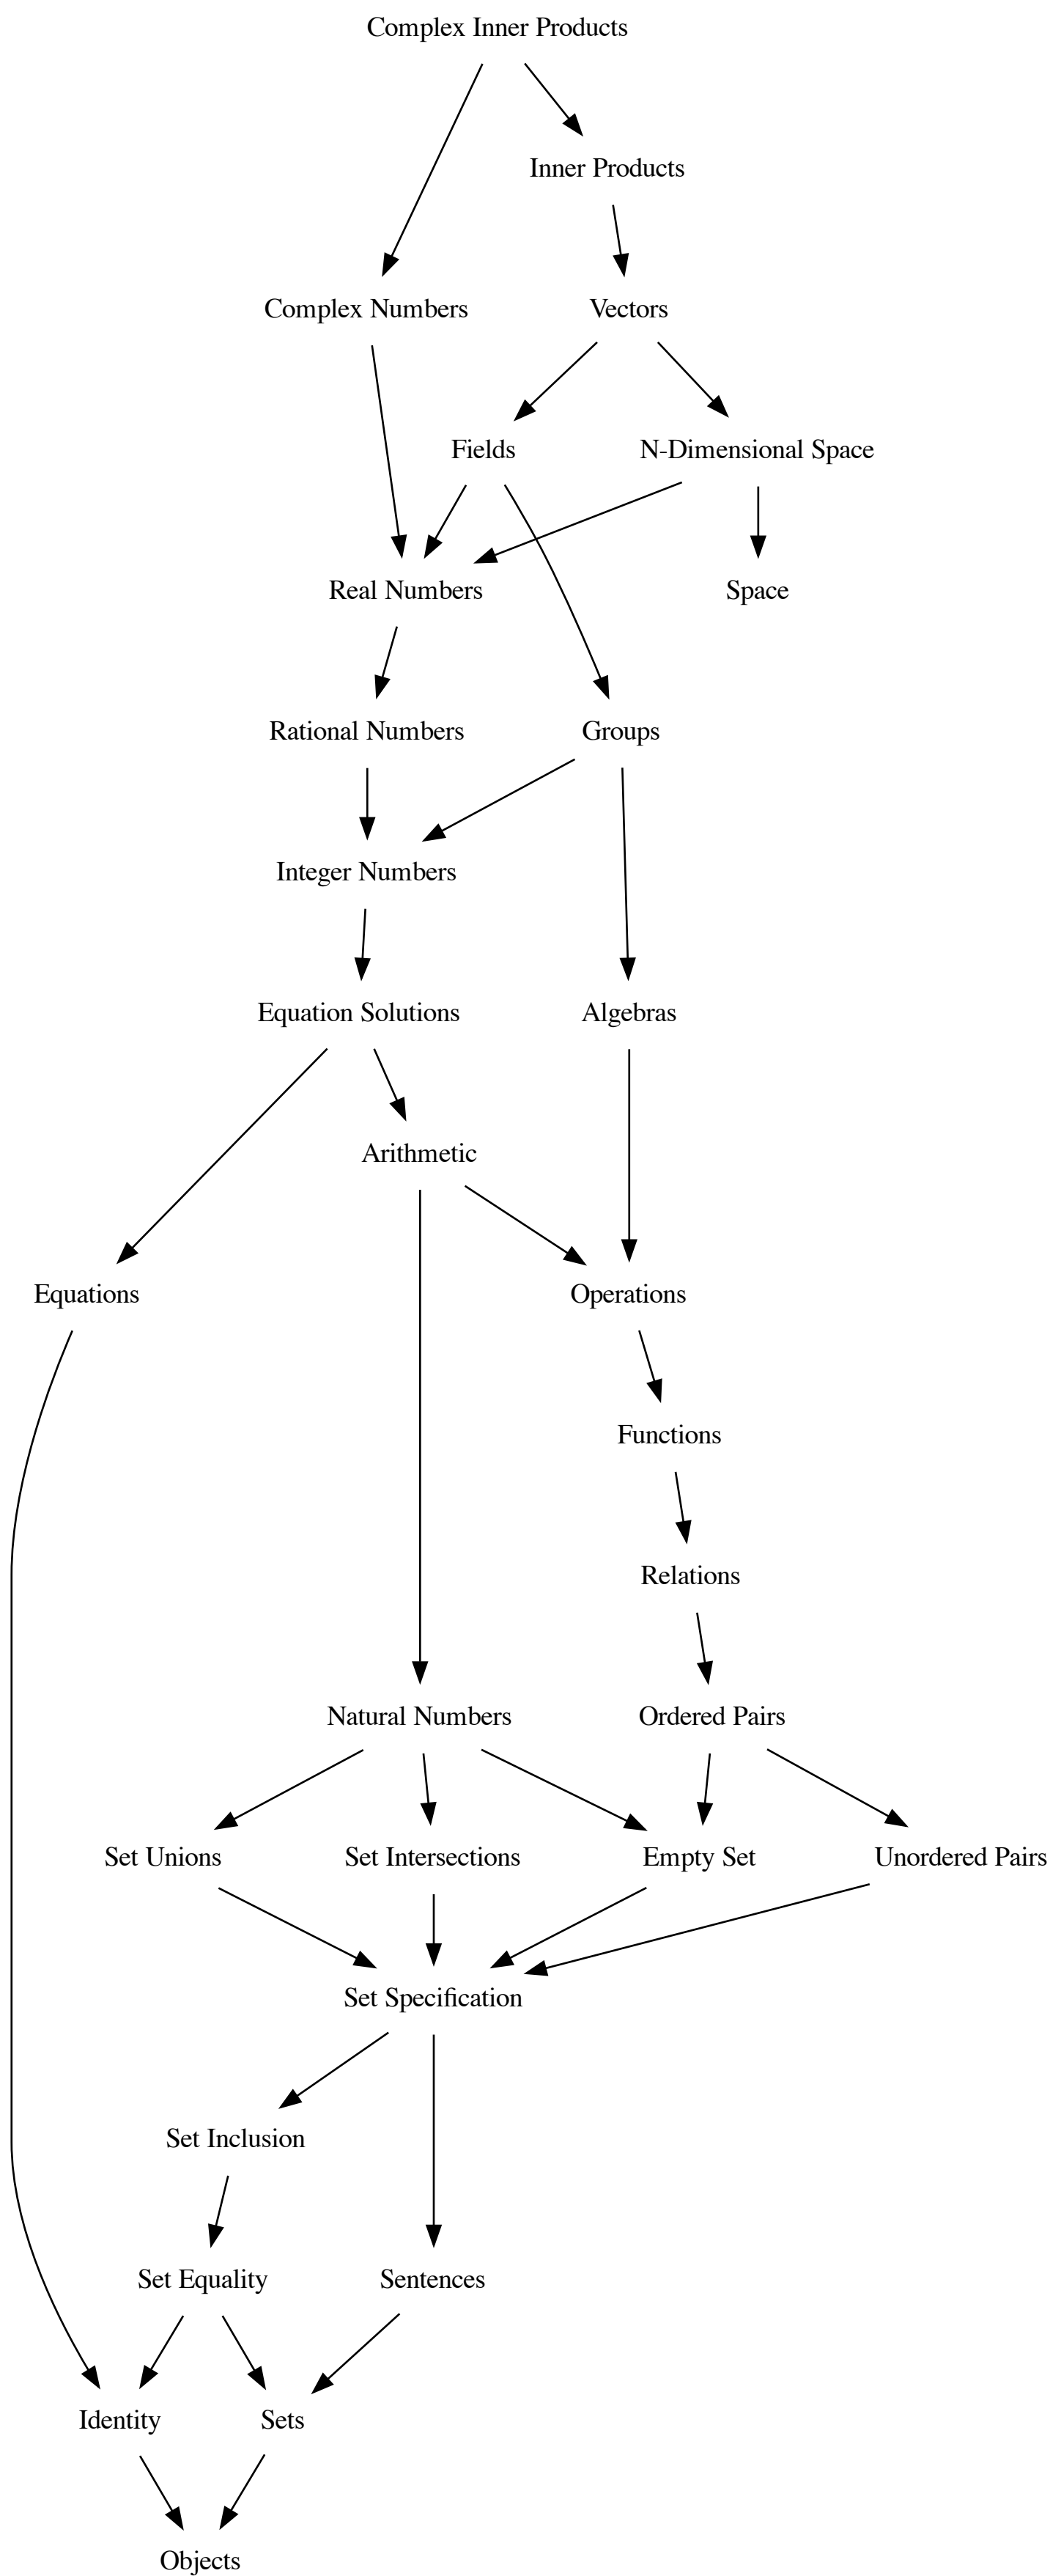 Complex Inner Products
Inner Products
Complex Numbers
Vectors
Fields
N-Dimensional Space
Real Numbers
Space
Rational Numbers
Groups
Integer Numbers
Equation Solutions
Algebras
Arithmetic
Equations
Operations
Functions
Relations
Natural Numbers
Ordered Pairs
Set Unions
Set Intersections
Empty Set
Unordered Pairs
Set Specification
Set Inclusion
Set Equality
Sentences
Identity
Sets
Objects